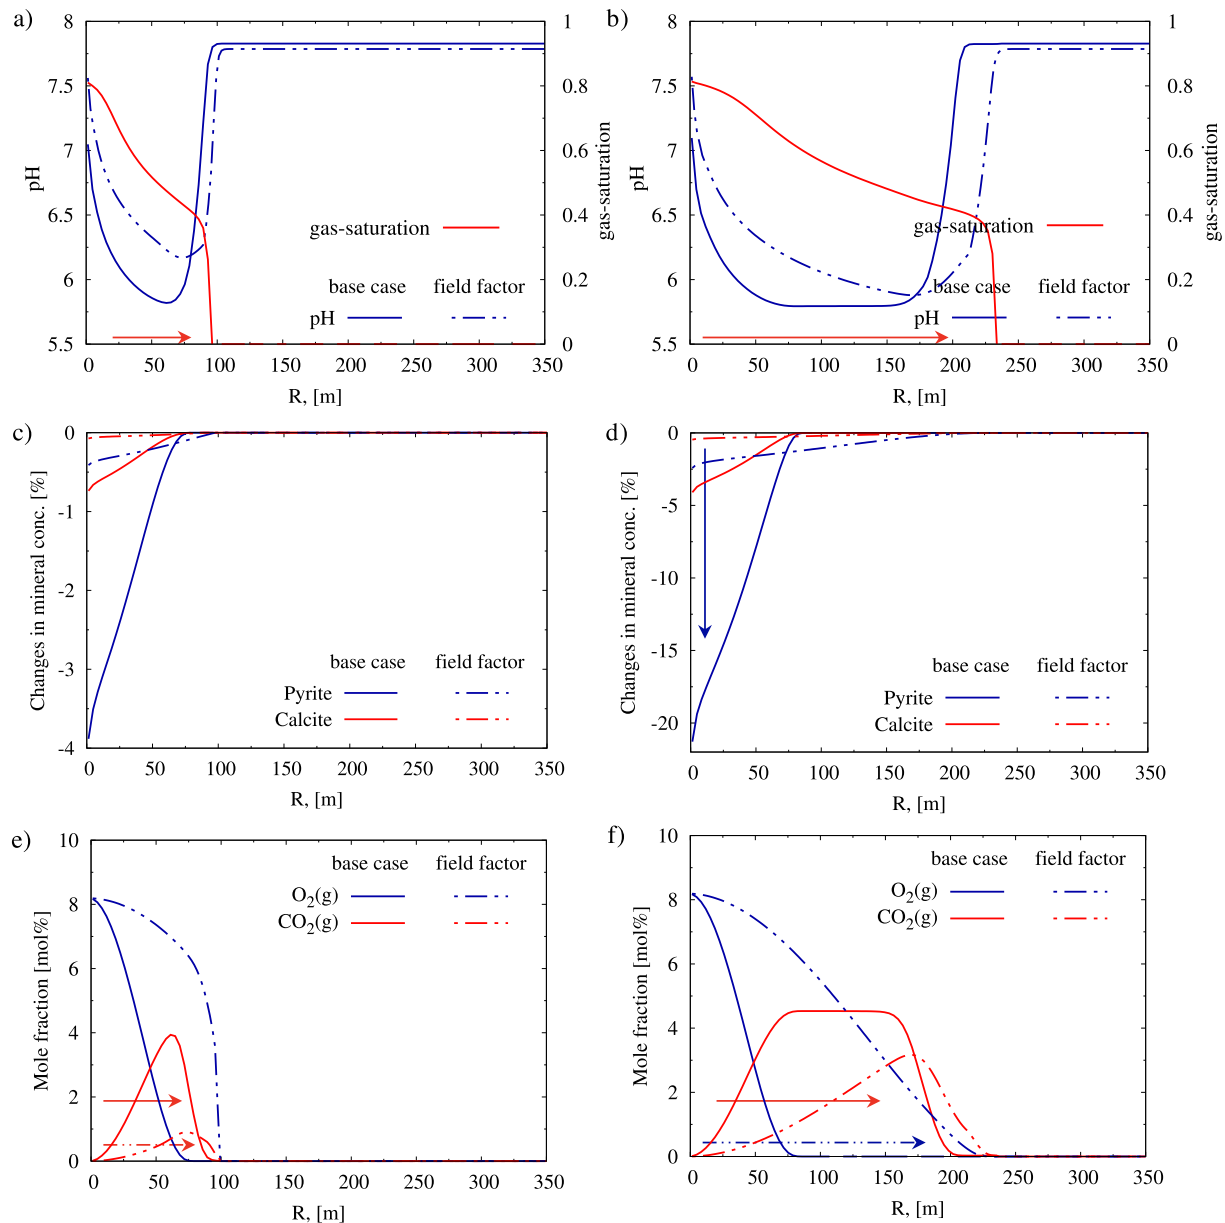 a)
8
7.5
7
6.5
6
5.5
pH
1
0.8
0.6
0.4
0.2
0
gas-saturation
gas-saturation
base case field factor
pH
0 50 100 150 200 250 300 350
R, [m]
b)
8
7.5
7
6.5
6
5.5
pH
1
0.8
0.6
0.4
0.2
0
gas-saturation
gas-saturation
base case field factor
pH
0 50 100 150 200 250 300 350
R, [m]
c)
0
-1
-2
-3
-4
Changes in mineral conc. [%]
base case field factor
Pyrite
Calcite
0 50 100 150 200 250 300 350
R, [m]
d)
0
-5
-10
-15
-20
Changes in mineral conc. [%]
base case field factor
Pyrite
Calcite
0 50 100 150 200 250 300 350
R, [m]
e)
10
8
6
4
2
0
Mole fraction [mol%]
base case field factor
O2(g)
CO2(g)
0 50 100 150 200 250 300 350
R, [m]
f)
10
8
6
4
2
0
Mole fraction [mol%]
base case field factor
O2(g)
CO2(g)
0 50 100 150 200 250 300 350
R, [m]